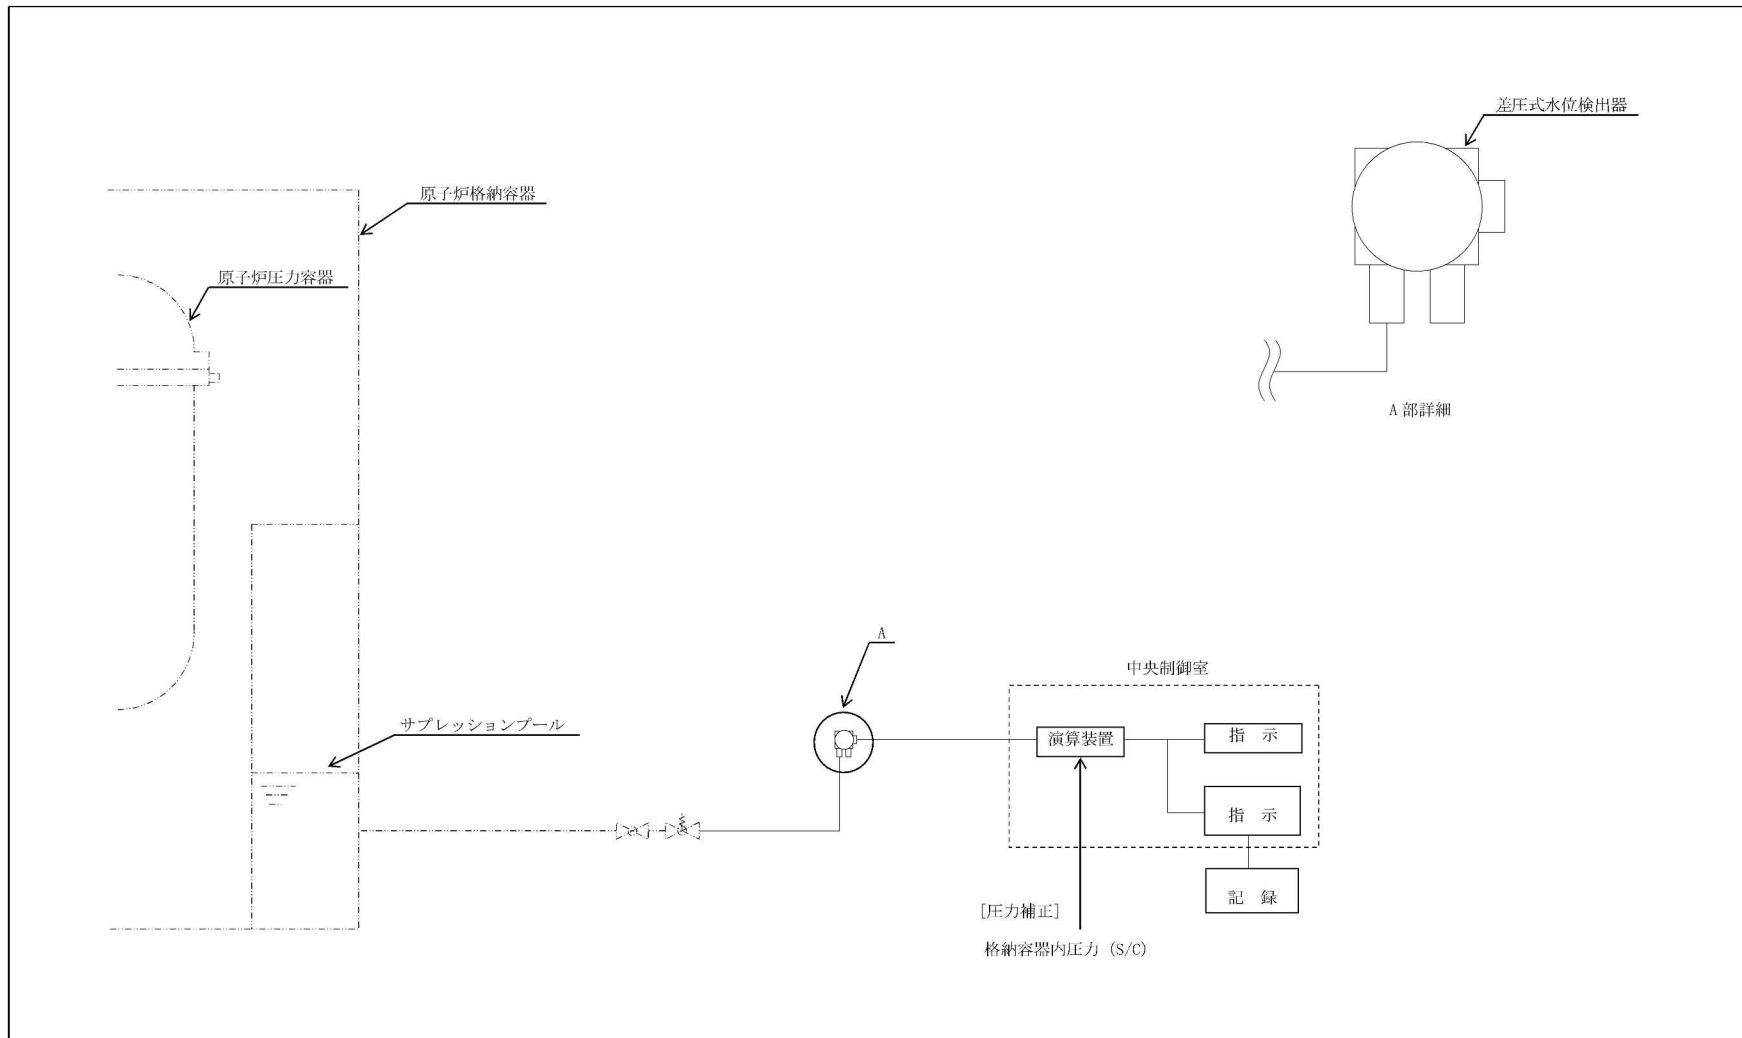 差圧式水位検出器
原子炉格納容器
原子炉圧力容器
A 部詳細
A
中央制御室
サプレッションプール
演算装置
指 示
指 示
記 録
[圧力補正]
格納容器内圧力 (S/C)